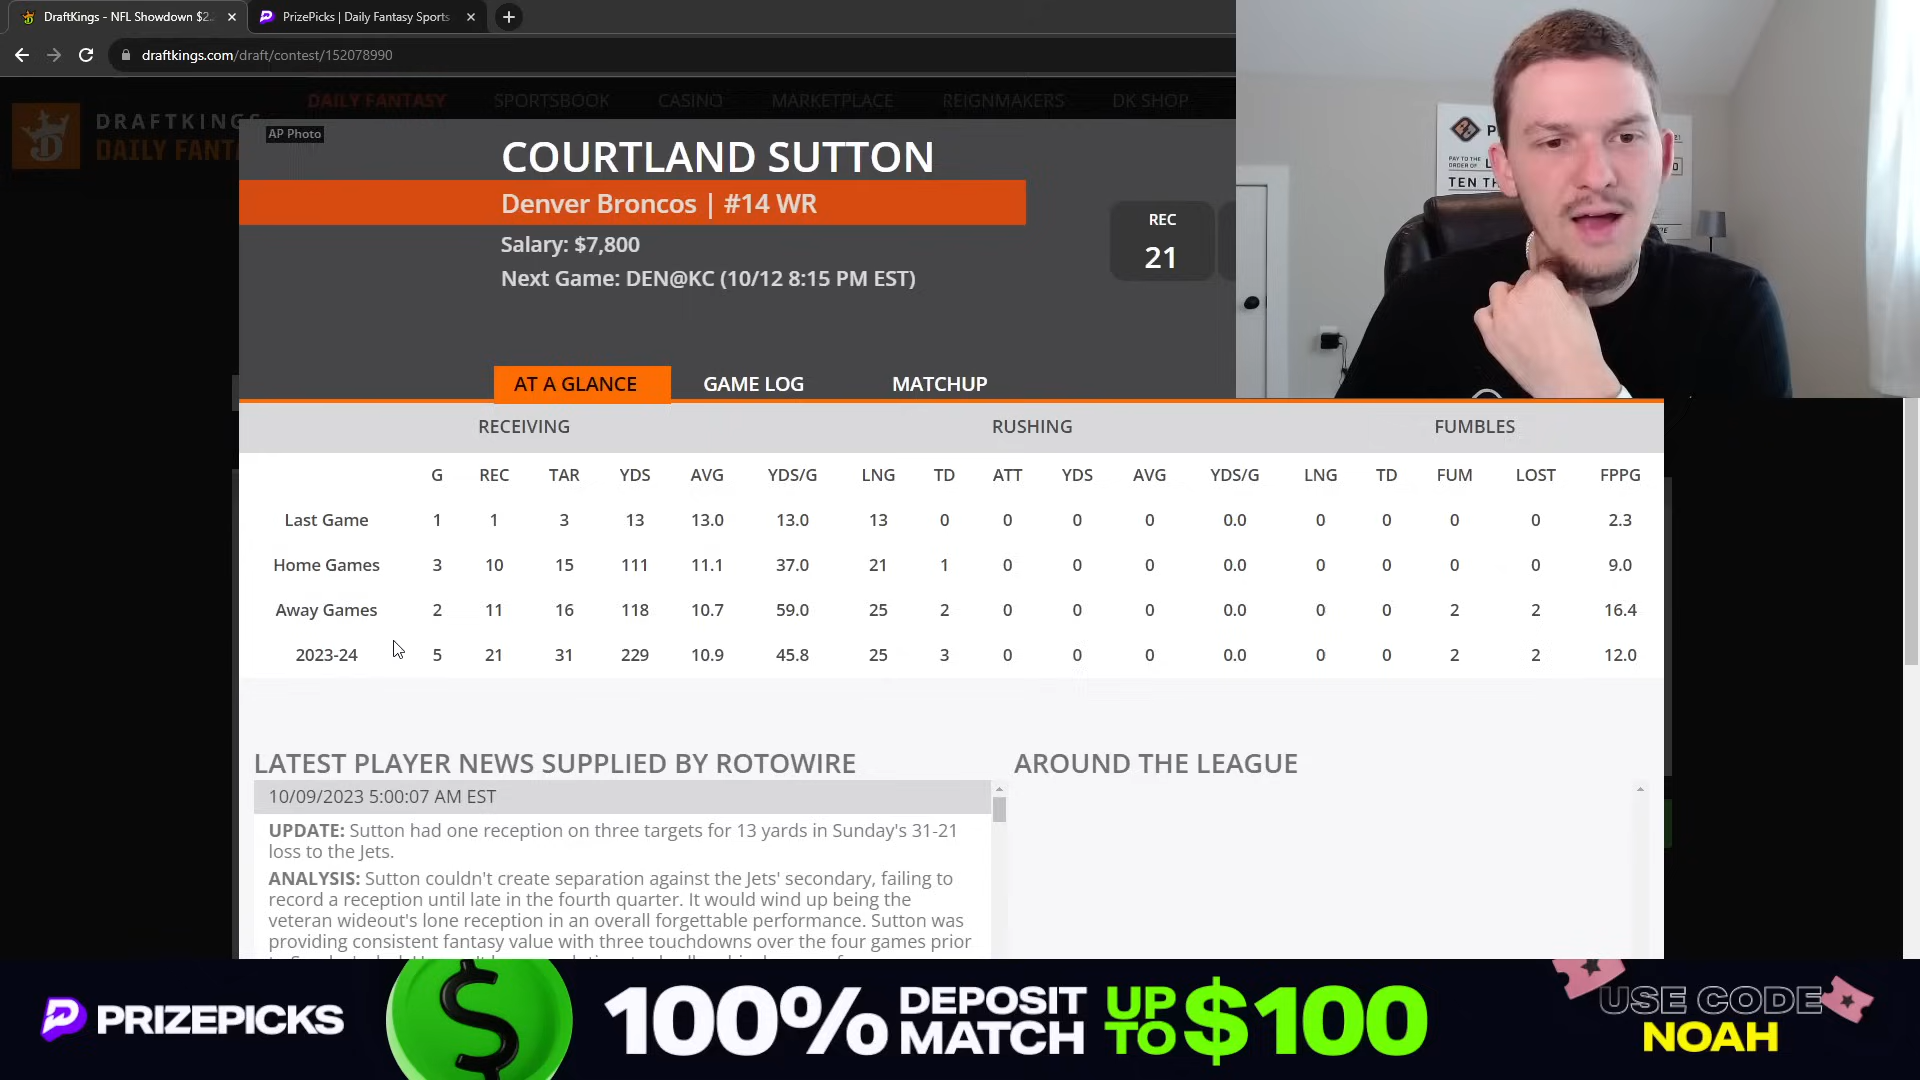 DraftKings - NFL Showdown $2.
PrizePicks | Daily Fantasy Sports
draftkings.com/draft/contest/152078990
DAILY FANTASY SPORTSBOOK CASINO MARKETPLACE REIGNMAKERS DK SHOP
DRAFTKINGS
DAILY FANTA
AP Photo
COURTLAND SUTTON
Denver Broncos | #14 WR
Salary: $7,800
Next Game: DEN@KC (10/12 8:15 PM EST)
REC
21
PAY TO THE
ORDER OF
TEN TH
AT A GLANCE GAME LOG MATCHUP
RECEIVING RUSHING FUMBLES
G REC TAR YDS AVG YDS/G LNG TD ATT YDS AVG YDS/G LNG TD FUM LOST FPPG
Last Game 1 1 3 13 13.0 13.0 13 0 0 0 0 0.0 0 0 0 0 2.3
Home Games 3 10 15 111 11.1 37.0 21 1 0 0 0 0.0 0 0 0 0 9.0
Away Games 2 11 16 118 10.7 59.0 25 2 0 0 0 0.0 0 0 2 2 16.4
2023-24 5 21 31 229 10.9 45.8 25 3 0 0 0 0.0 0 0 2 2 12.0
LATEST PLAYER NEWS SUPPLIED BY ROTOWIRE
AROUND THE LEAGUE
10/09/2023 5:00:07 AM EST
UPDATE: Sutton had one reception on three targets for 13 yards in Sunday's 31-21
loss to the Jets.
ANALYSIS: Sutton couldn't create separation against the Jets' secondary, failing to
record a reception until late in the fourth quarter. It would wind up being the
veteran wideout's lone reception in an overall forgettable performance. Sutton was
providing consistent fantasy value with three touchdowns over the four games prior
PRIZEPICKS
100% DEPOSIT MATCH UP TO $100
USE CODE
NOAH